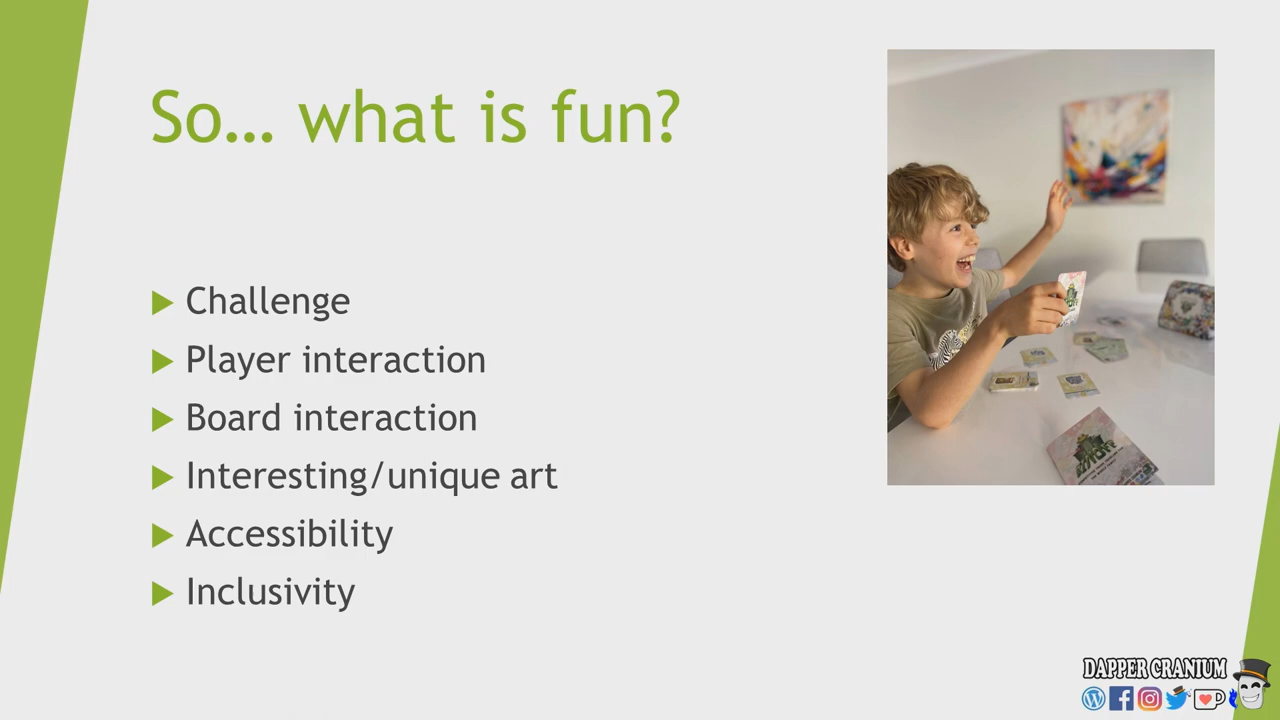 So... what is fun?
Challenge
Player interaction
Board interaction
Interesting/unique art
Accessibility
Inclusivity
DAPPER CRANIUM